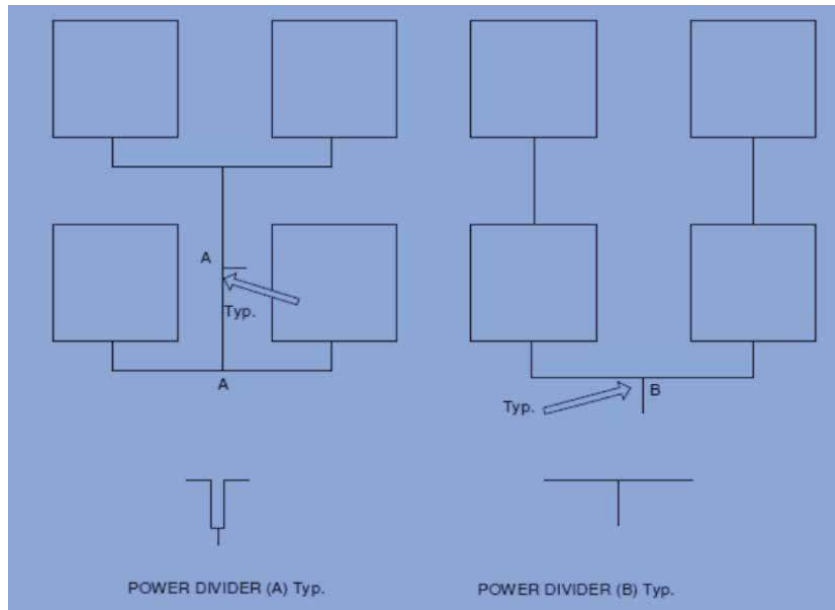 A
Typ.
A
B
Typ.
POWER DIVIDER (A) Typ.
POWER DIVIDER (B) Typ.